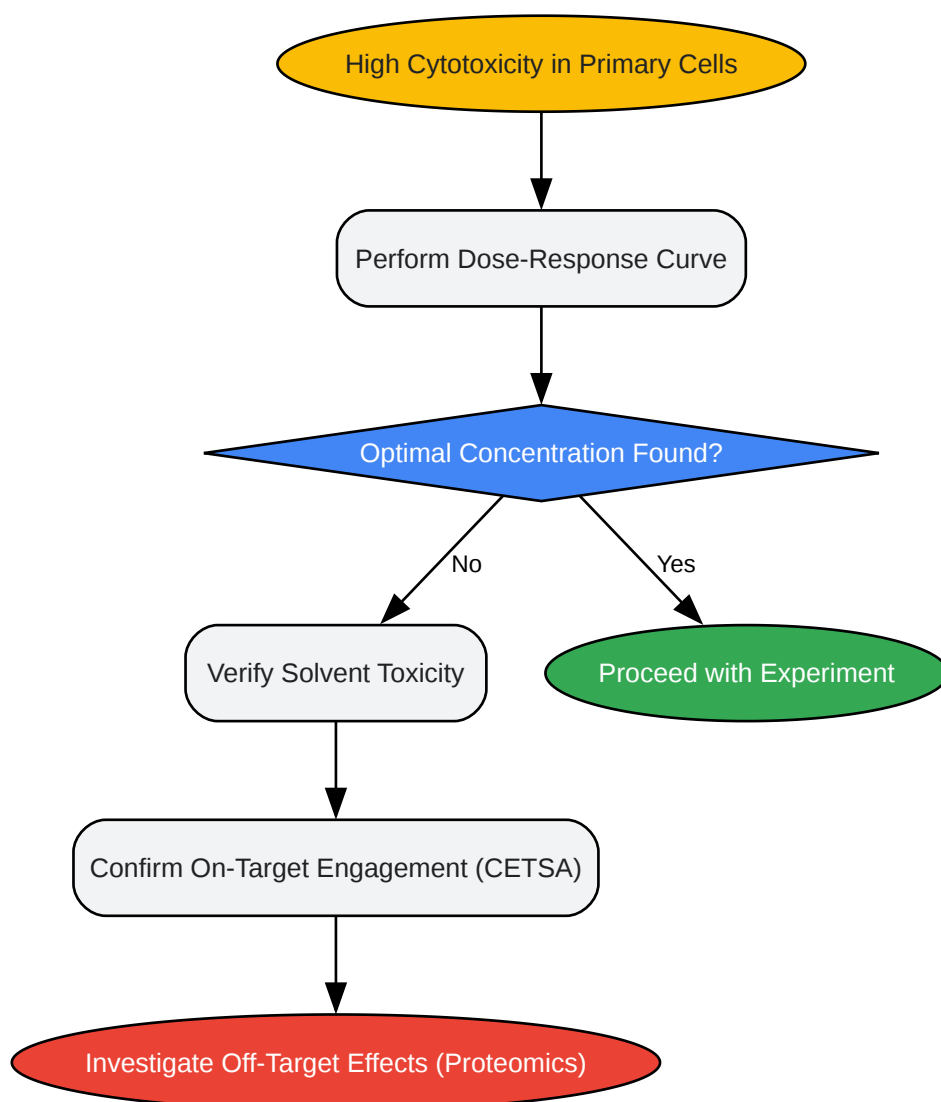 High Cytotoxicity in Primary Cells
Perform Dose-Response Curve
Optimal Concentration Found?
No
Yes
Verify Solvent Toxicity
Proceed with Experiment
Confirm On-Target Engagement (CETSA)
Investigate Off-Target Effects (Proteomics)